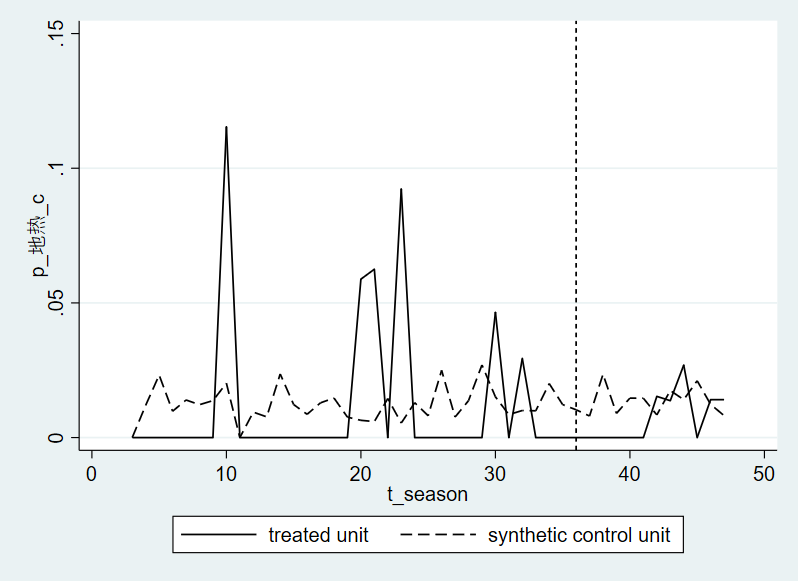 .15
.1
.05
0
p_地热_c
0 10 20 30 40 50
t_season
treated unit synthetic control unit